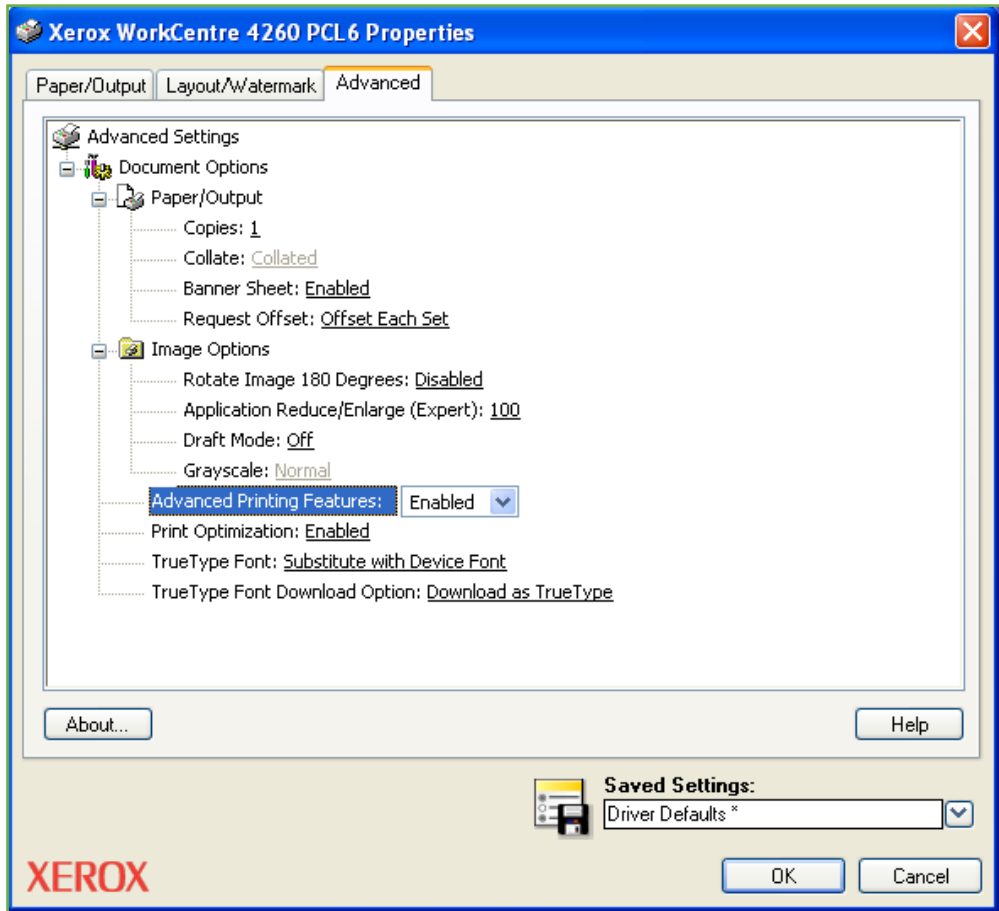 Xerox WorkCentre 4260 PCL6 Properties
Paper/Output Layout/Watermark Advanced
Advanced Settings
Document Options
Paper/Output
Copies: 1
Collate: Collated
Banner Sheet: Enabled
Request Offset: Offset Each Set
Image Options
Rotate Image 180 Degrees: Disabled
Application Reduce/Enlarge (Expert): 100
Draft Mode: Off
Grayscale: Normal
Advanced Printing Features: Enabled
Print Optimization: Enabled
TrueType Font: Substitute with Device Font
TrueType Font Download Option: Download as TrueType
About... Help
Saved Settings:
Driver Defaults *
XEROX OK Cancel